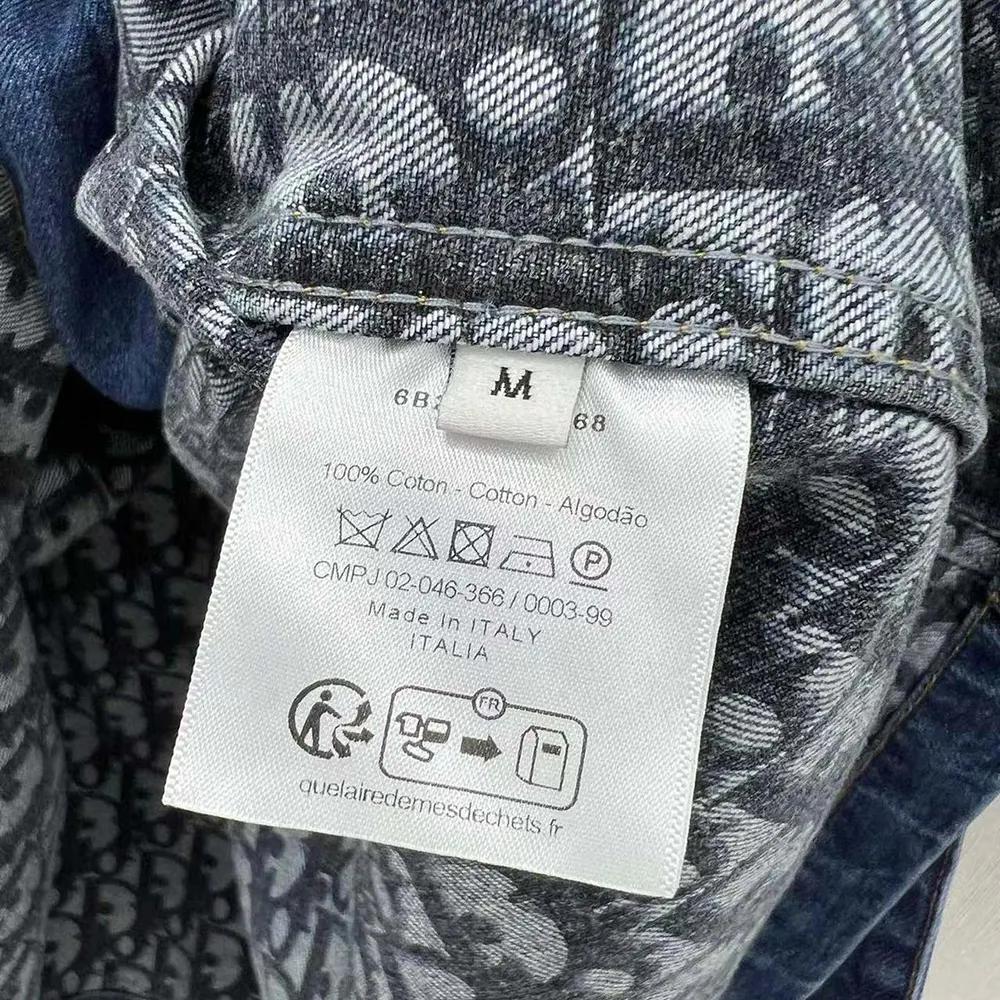 M
6B 68
100% Coton - Cotton - Algodão
P
CMPJ 02-046-366 / 0003-99
Made In ITALY
ITALIA
FR
quelairedemesdechets.fr